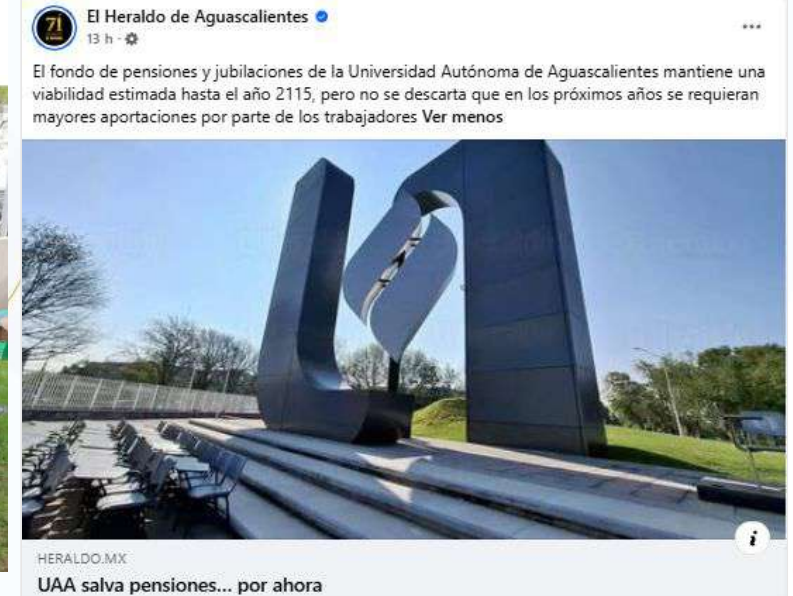 71
El Heraldo de Aguascalientes
13 h ·
El fondo de pensiones y jubilaciones de la Universidad Autónoma de Aguascalientes mantiene una
viabilidad estimada hasta el año 2115, pero no se descarta que en los próximos años se requieran
mayores aportaciones por parte de los trabajadores Ver menos
i
HERALDO.MX
UAA salva pensiones... por ahora